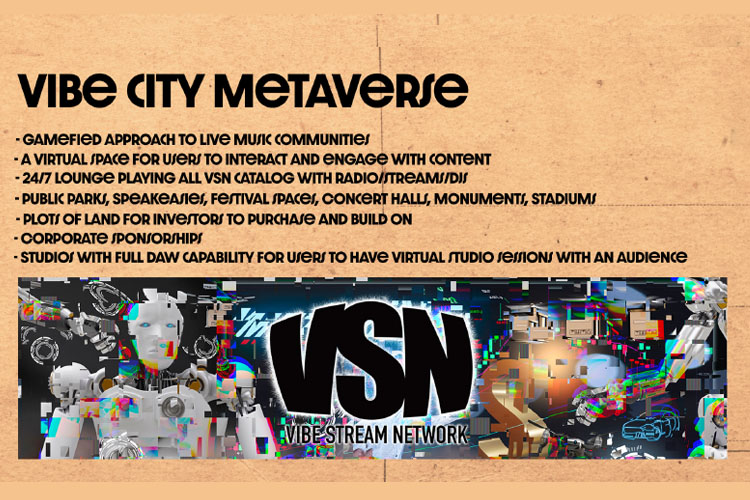 VIBE CITY METAVERSE
- GAMEFIED APPROACH TO LIVE MUSIC COMMUNITIES
- A VIRTUAL SPACE FOR USERS TO INTERACT AND ENGAGE WITH CONTENT
- 24/7 LOUNGE PLAYING ALL VSN CATALOG WITH RADIO/STREAMS/DJS
- PUBLIC PARKS, SPEAKEASIES, FESTIVAL SPACES, CONCERT HALLS, MONUMENTS, STADIUMS
- PLOTS OF LAND FOR INVESTORS TO PURCHASE AND BUILD ON
- CORPORATE SPONSORSHIPS
- STUDIOS WITH FULL DAW CAPABILITY FOR USERS TO HAVE VIRTUAL STUDIO SESSIONS WITH AN AUDIENCE
VSN
VIBE STREAM NETWORK